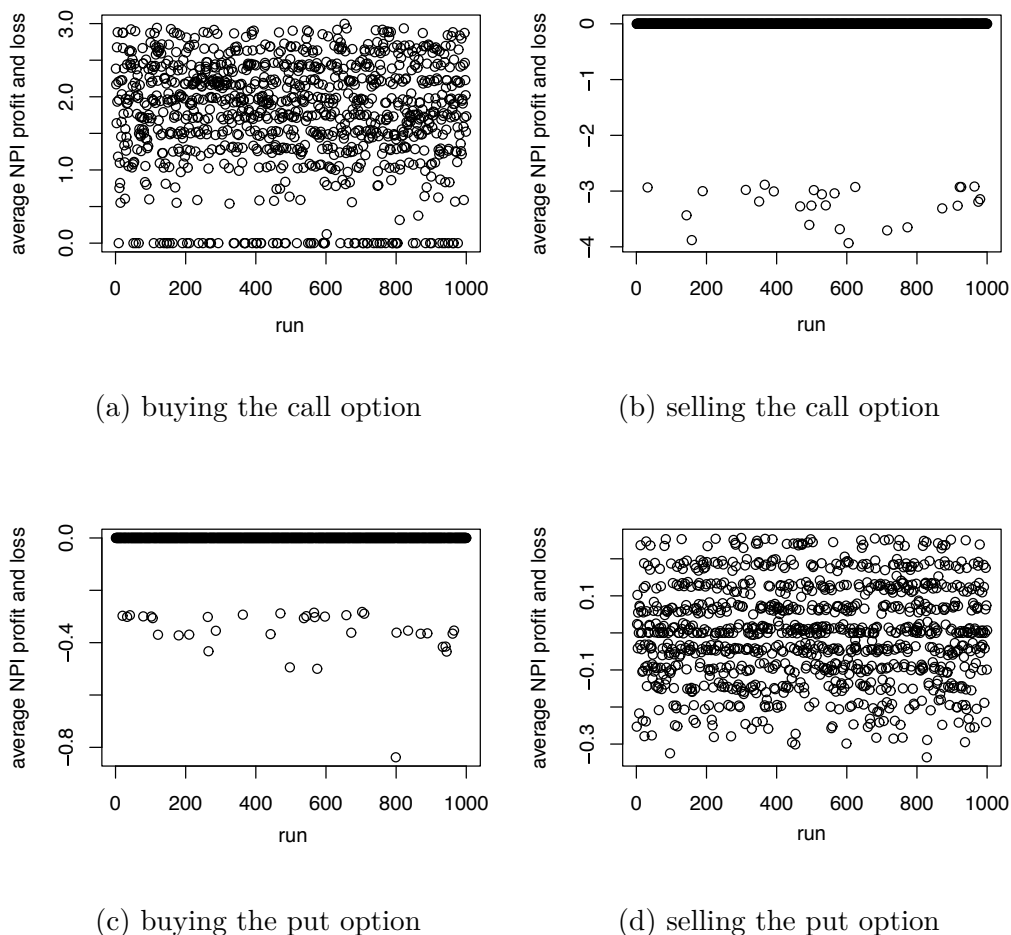 average NPI profit and loss
3.0
2.0
1.0
0.0
0 200 400 600 800 1000
run
(a) buying the call option
average NPI profit and loss
0
−1
−2
−3
−4
0 200 400 600 800 1000
run
(b) selling the call option
average NPI profit and loss
0.0
−0.4
−0.8
0 200 400 600 800 1000
run
(c) buying the put option
average NPI profit and loss
0.1
−0.1
−0.3
0 200 400 600 800 1000
run
(d) selling the put option